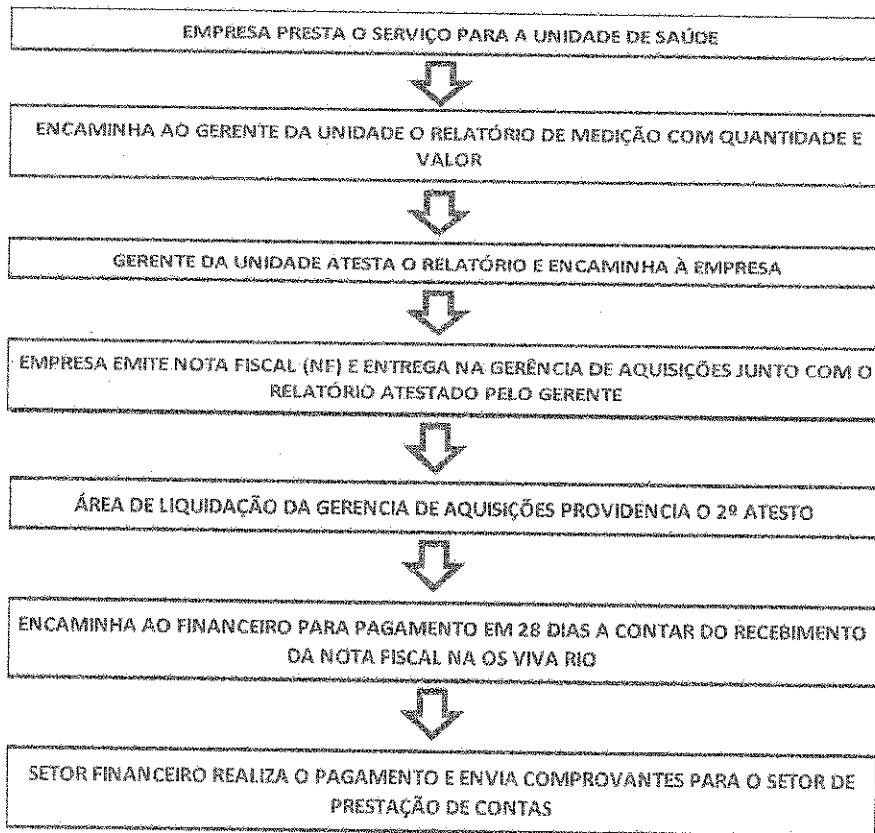 EMPRESA PRESTA O SERVIÇO PARA A UNIDADE DE SAÚDE
ENCAMINHA AO GERENTE DA UNIDADE O RELATÓRIO DE MEDIÇÃO COM QUANTIDADE E
VALOR
GERENTE DA UNIDADE ATESTA O RELATÓRIO E ENCAMINHA À EMPRESA
EMPRESA EMITE NOTA FISCAL (NF) E ENTREGA NA GERÊNCIA DE AQUISIÇÕES JUNTO COM O
RELATÓRIO ATESTADO PELO GERENTE
ÁREA DE LIQUIDAÇÃO DA GERENCIA DE AQUISIÇÕES PROVIDENCIA O 2º ATESTO
ENCAMINHA AO FINANCEIRO PARA PAGAMENTO EM 28 DIAS A CONTAR DO RECEBIMENTO
DA NOTA FISCAL NA OS VIVA RIO
SETOR FINANCEIRO REALIZA O PAGAMENTO E ENVIA COMPROVANTES PARA O SETOR DE
PRESTAÇÃO DE CONTAS